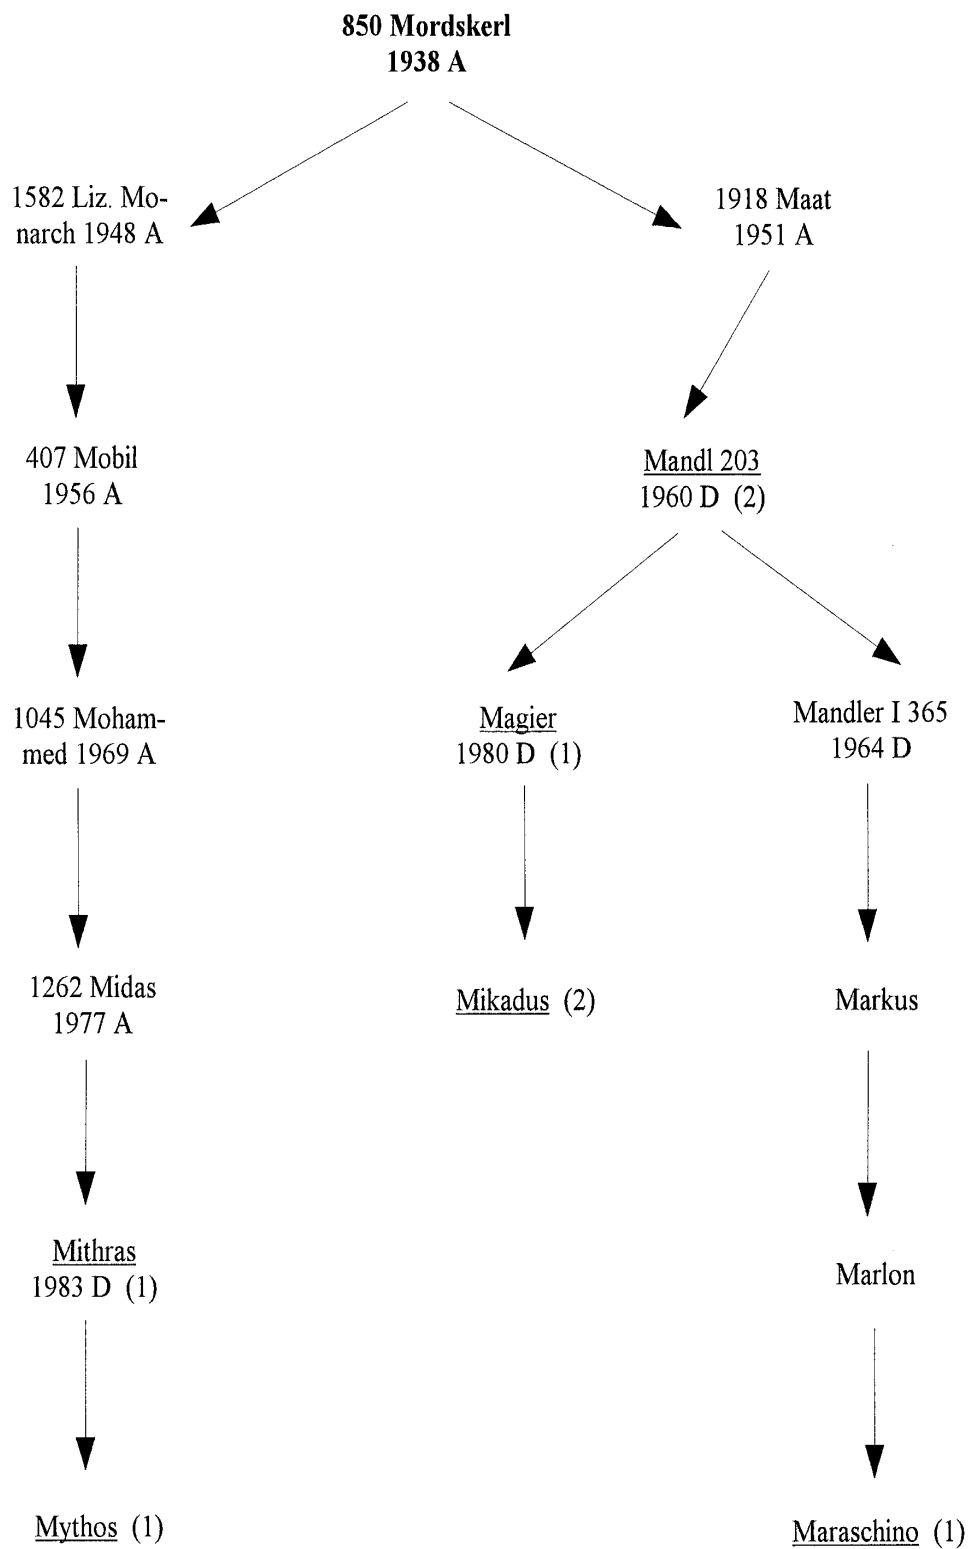 850 Mordskerl
1938 A
1582 Liz. Mo-
narch 1948 A
1918 Maat
1951 A
407 Mobil
1956 A
Mandl 203
1960 D (2)
1045 Moham-
med 1969 A
Magier
1980 D (1)
Mandler I 365
1964 D
1262 Midas
1977 A
Mikadus (2)
Markus
Mithras
1983 D (1)
Marlon
Mythos (1)
Maraschino (1)